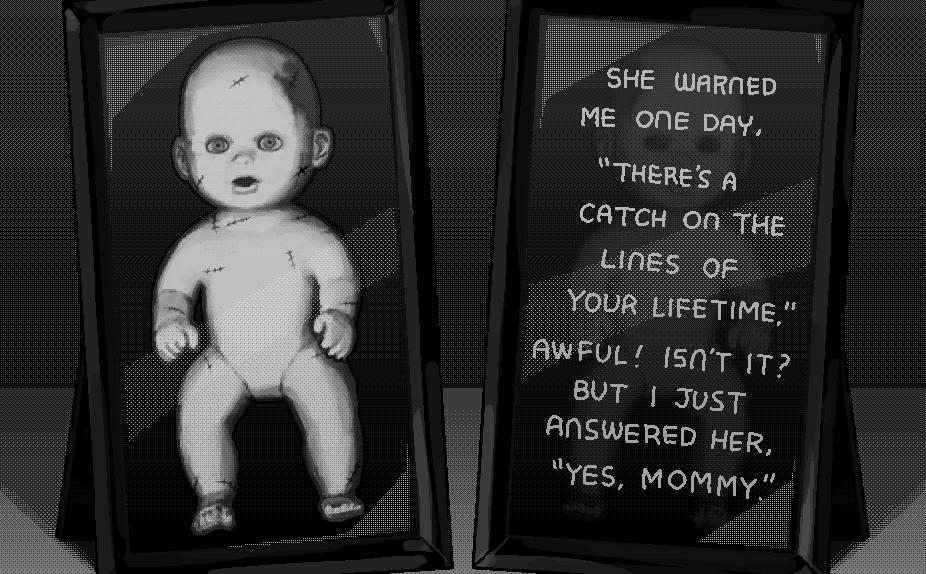 SHE WARNED
ME ONE DAY,
"THERE'S A
CATCH ON THE
LINES OF
YOUR LIFETIME."
AWFUL! ISN'T IT?
BUT I JUST
ANSWERED HER,
"YES, MOMMY."